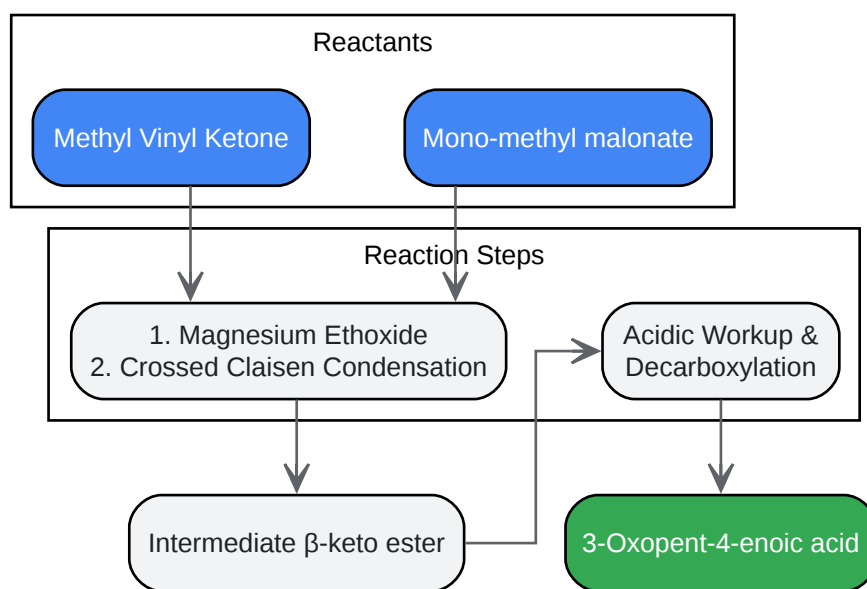 Reactants
Methyl Vinyl Ketone
Mono-methyl malonate
Reaction Steps
1. Magnesium Ethoxide
2. Crossed Claisen Condensation
Acidic Workup &
Decarboxylation
Intermediate β-keto ester
3-Oxopent-4-enoic acid